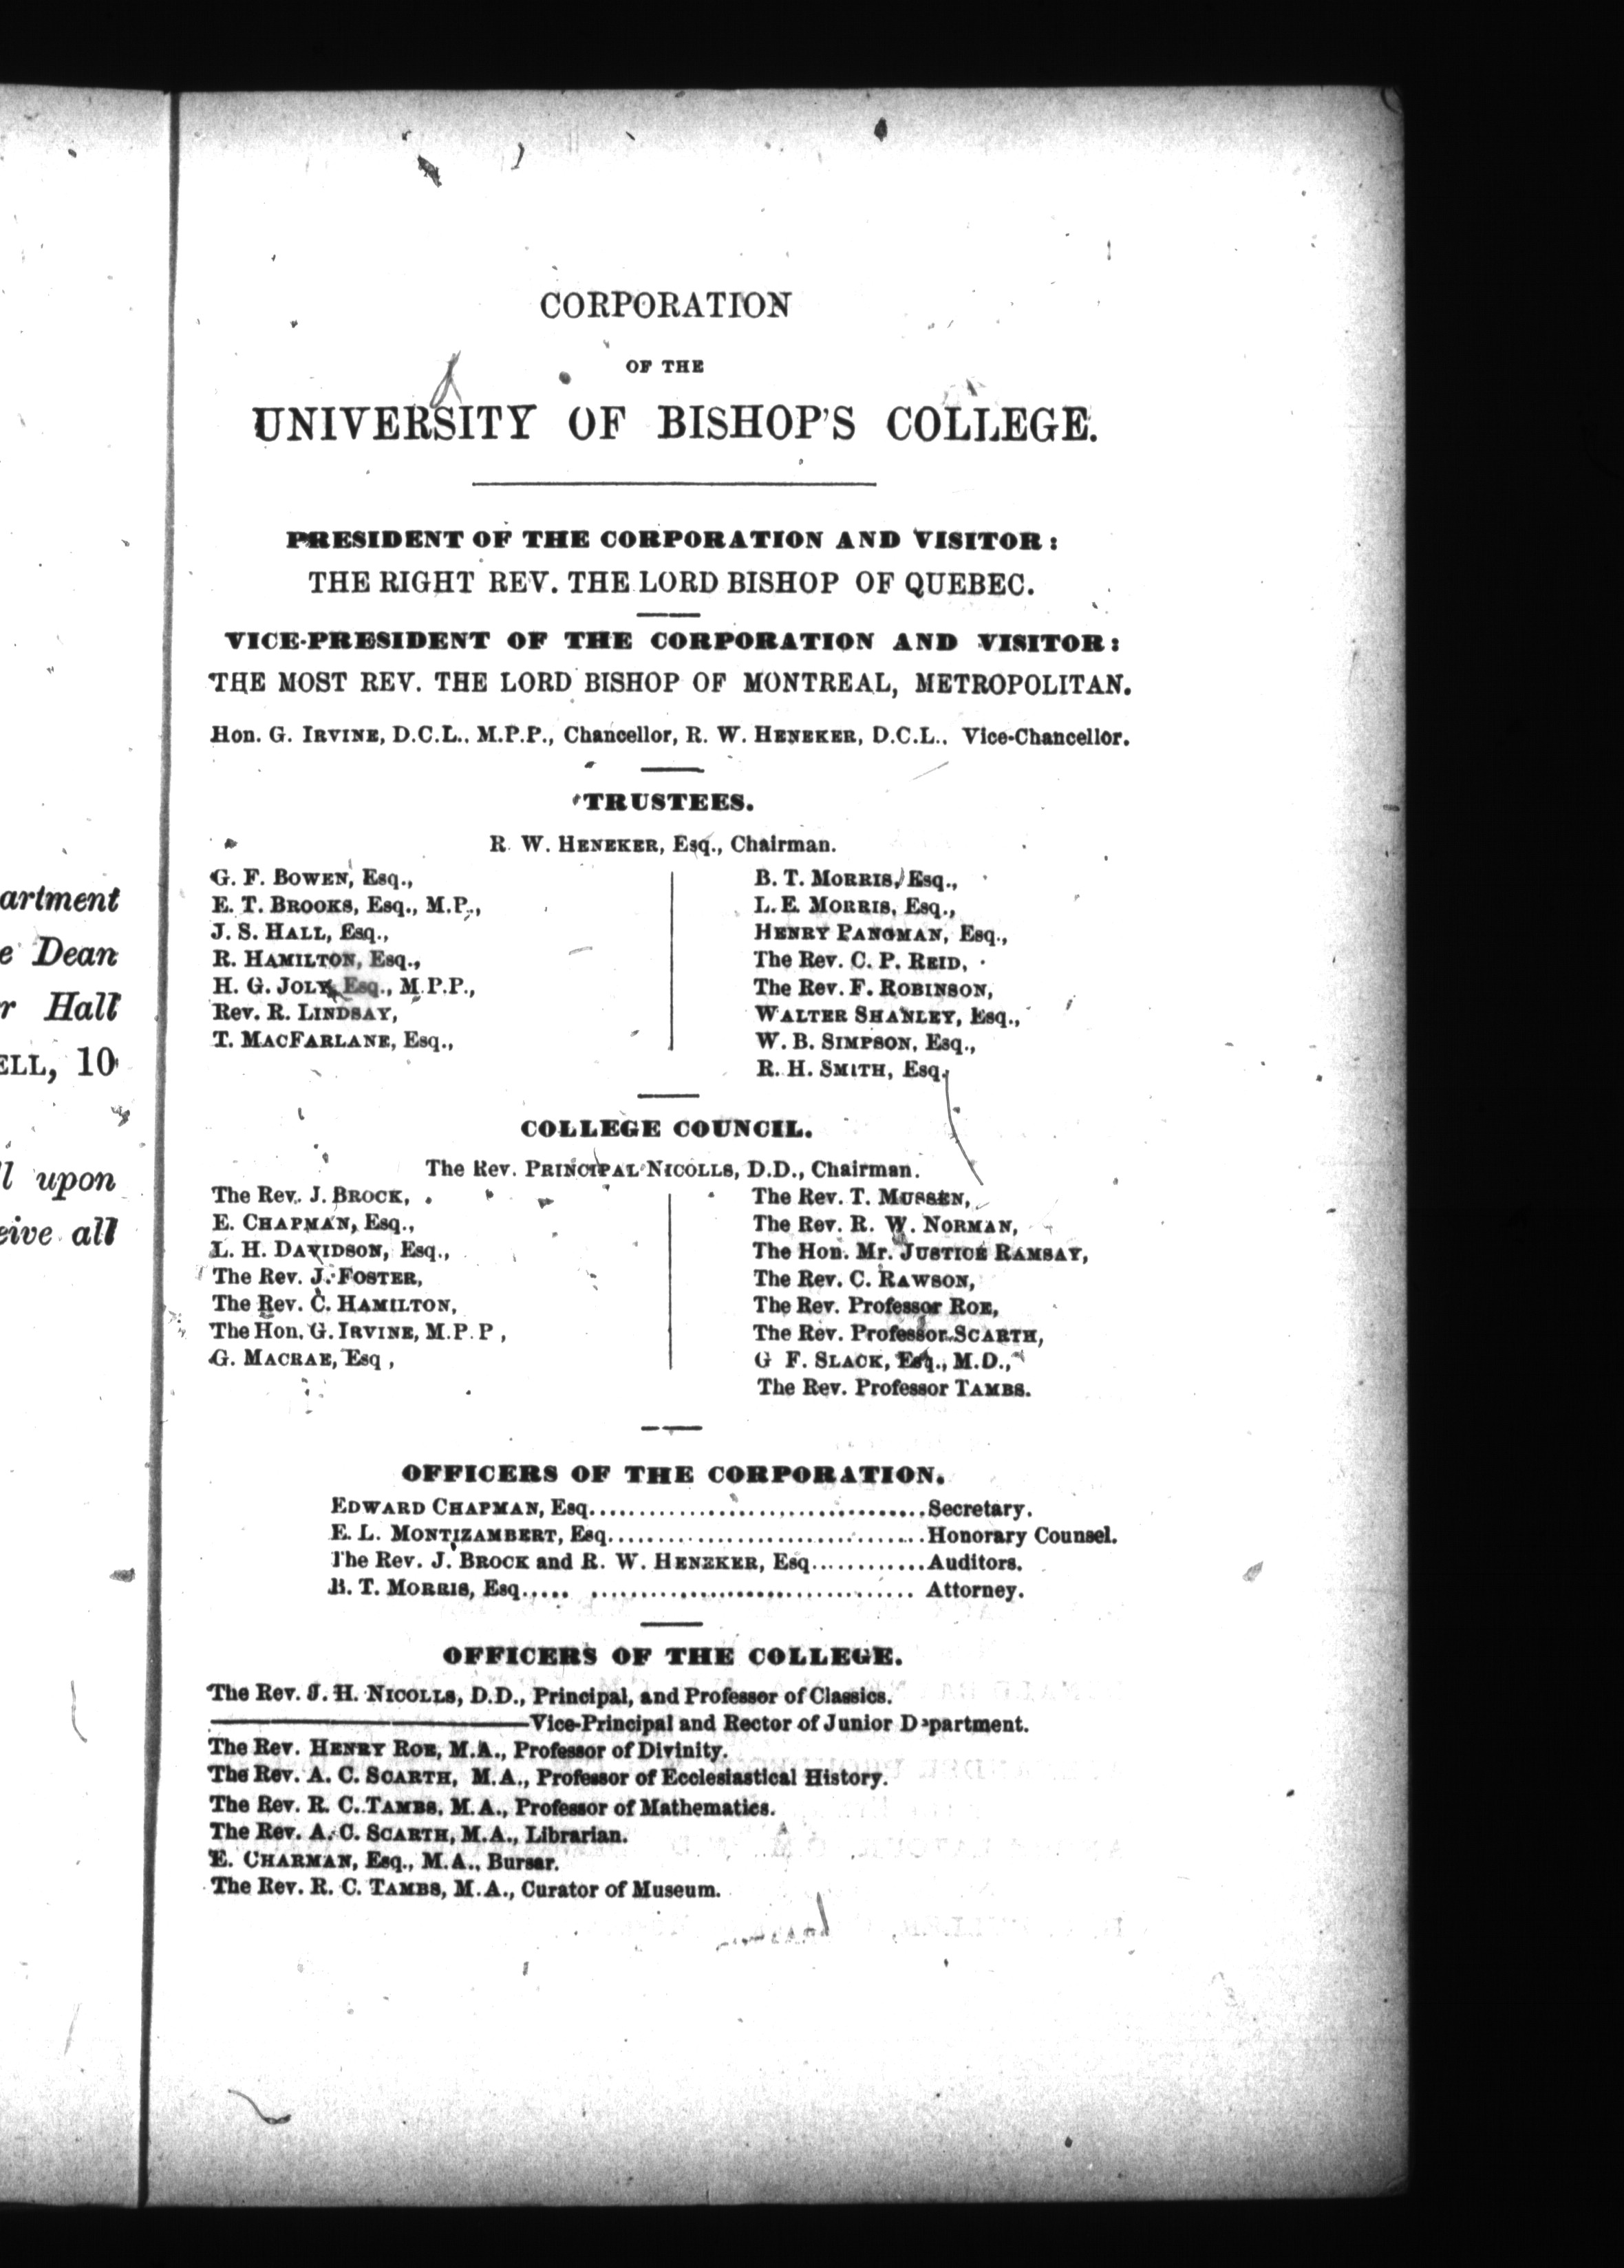 artment
e Dean
r Hall
ELL, 10
l upon
eive all
CORPORATION
OF THE
UNIVERSITY OF BISHOP'S COLLEGE.
PRESIDENT OF THE CORPORATION AND VISITOR:
THE RIGHT REV. THE LORD BISHOP OF QUEBEC.
VICE-PRESIDENT OF THE CORPORATION AND VISITOR:
THE MOST REV. THE LORD BISHOP OF MONTREAL, METROPOLITAN.
Hon. G. IRVINE, D.C.L., M.P.P., Chancellor, R. W. HENEKER, D.C.L., Vice-Chancellor.
TRUSTEES.
R. W. HENEKER, Esq., Chairman.
G. F. BOWEN, Esq.,
E. T. BROOKS, Esq., M.P.,
J. S. HALL, Esq.,
R. HAMILTON, Esq.,
H. G. JOLY, Esq., M.P.P.,
Rev. R. LINDSAY,
T. MACFARLANE, Esq.,
B. T. MORRIS, Esq.,
L. E. MORRIS, Esq.,
HENRY PANGMAN, Esq.,
The Rev. C. P. REID,
The Rev. F. ROBINSON,
WALTER SHANLEY, Esq.,
W. B. SIMPSON, Esq.,
R. H. SMITH, Esq.
COLLEGE COUNCIL.
The Rev. PRINCIPAL NICOLLS, D.D., Chairman.
The Rev. J. BROCK,
E. CHAPMAN, Esq.,
L. H. DAVIDSON, Esq.,
The Rev. J. FOSTER,
The Rev. C. HAMILTON,
The Hon. G. IRVINE, M.P.P,
G. MACRAE, Esq,
The Rev. T. MUSSEN,
The Rev. R. W. NORMAN,
The Hon. Mr. JUSTICE RAMSAY,
The Rev. C. RAWSON,
The Rev. Professor ROE,
The Rev. Professor SCARTH,
G F. SLACK, Esq., M.D.,
The Rev. Professor TAMBS.
OFFICERS OF THE CORPORATION.
EDWARD CHAPMAN, Esq....................................Secretary.
E. L. MONTIZAMBERT, Esq..................................Honorary Counsel.
The Rev. J. BROCK and R. W. HENEKER, Esq............Auditors.
B. T. MORRIS, Esq..... ................................... Attorney.
OFFICERS OF THE COLLEGE.
The Rev. J. H. NICOLLS, D.D., Principal, and Professor of Classics.
——————————Vice-Principal and Rector of Junior Department.
The Rev. HENRY ROE, M.A., Professor of Divinity.
The Rev. A. C. SCARTH, M.A., Professor of Ecclesiastical History.
The Rev. R. C. TAMBS, M.A., Professor of Mathematics.
The Rev. A. C. SCARTH, M.A., Librarian.
E. CHARMAN, Esq., M.A., Bursar.
The Rev. R. C. TAMBS, M.A., Curator of Museum.